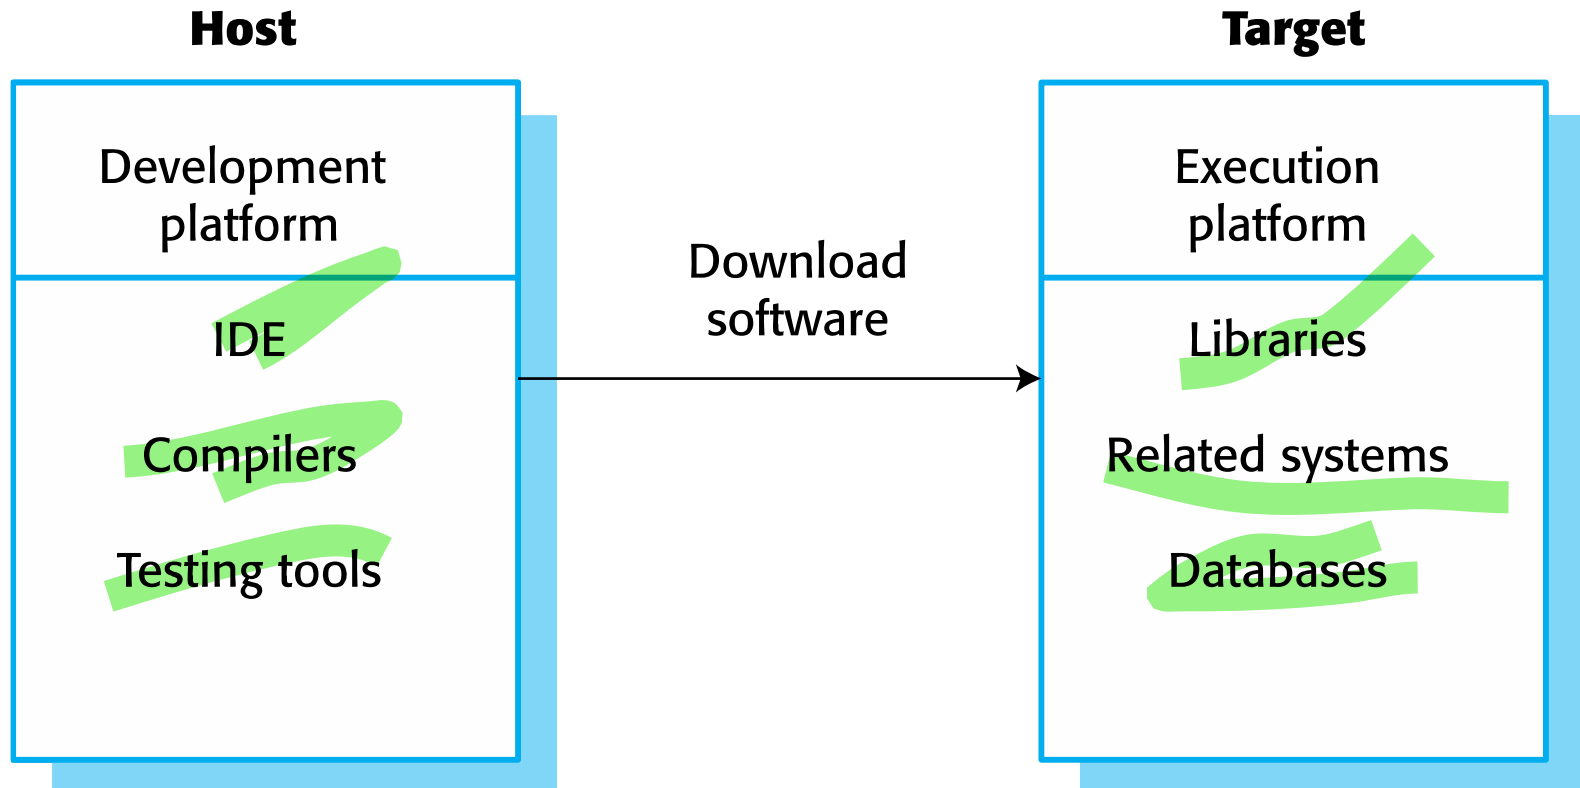 Host
Development
platform
IDE
Compilers
Testing tools
Download
software
Target
Execution
platform
Libraries
Related systems
Databases